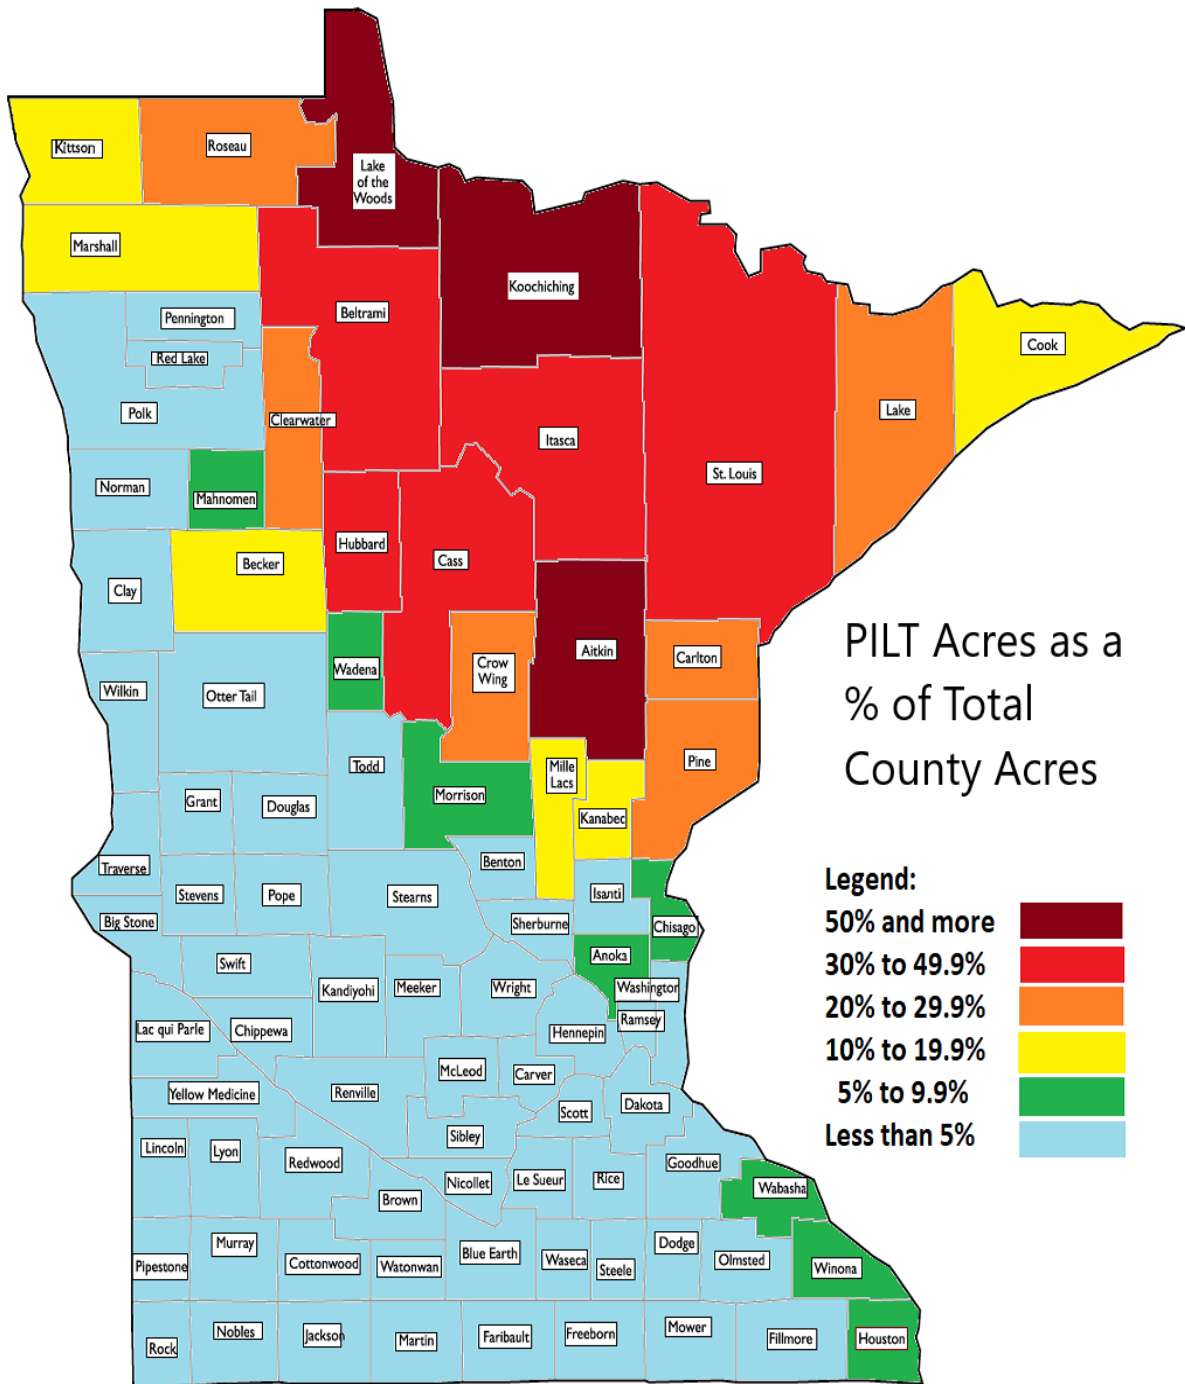 Kittson
Roseau
Lake
of the
Woods
Marshall
Koochiching
Beltrami
Pennington
Red Lake
Cook
Polk
Clearwater
Lake
Itasca
St. Louis
Norman
Mahnomen
Hubbard
Cass
Becker
Clay
Aitkin
Carlton
Crow
Wing
Wadena
Wilkin
Otter Tail
PILT Acres as a
% of Total
County Acres
Todd
Mille
Lacs
Pine
Morrison
Grant
Douglas
Kanabec
Traverse
Benton
Stevens
Pope
Stearns
Isanti
Big Stone
Sherburne
Chisago
Swift
Anoka
Kandiyohi
Meeker
Wright
Washington
Ramsey
Lac qui Parle
Chippewa
Hennepin
McLeod
Carver
Yellow Medicine
Renville
Scott
Dakota
Sibley
Lincoln
Lyon
Redwood
Goodhue
Nicollet
Le Sueur
Rice
Brown
Wabasha
Murray
Dodge
Pipestone
Cottonwood
Watonwan
Blue Earth
Waseca
Steele
Olmsted
Winona
Rock
Nobles
Jackson
Martin
Faribault
Freeborn
Mower
Fillmore
Houston
Legend:
50% and more
30% to 49.9%
20% to 29.9%
10% to 19.9%
5% to 9.9%
Less than 5%